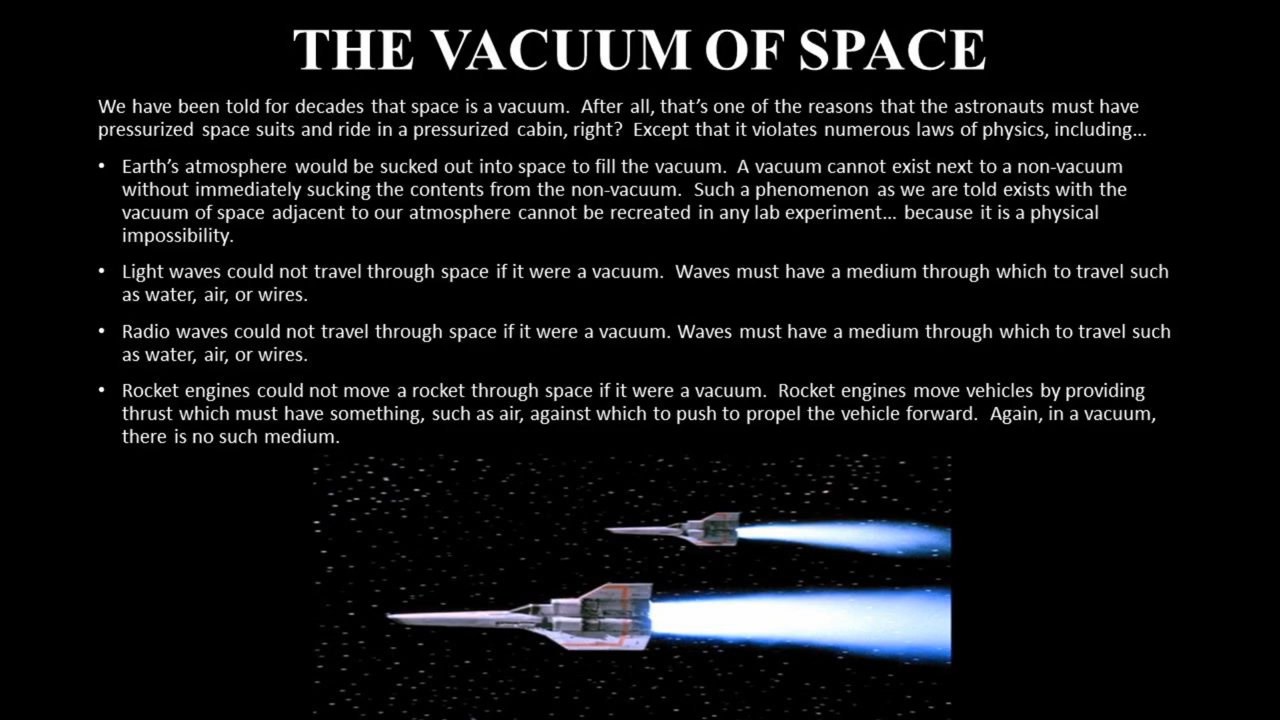 THE VACUUM OF SPACE
We have been told for decades that space is a vacuum.  After all, that’s one of the reasons that the astronauts must have
pressurized space suits and ride in a pressurized cabin, right?  Except that it violates numerous laws of physics, including…
• Earth’s atmosphere would be sucked out into space to fill the vacuum.  A vacuum cannot exist next to a non-vacuum
without immediately sucking the contents from the non-vacuum.  Such a phenomenon as we are told exists with the
vacuum of space adjacent to our atmosphere cannot be recreated in any lab experiment… because it is a physical
impossibility.
• Light waves could not travel through space if it were a vacuum.  Waves must have a medium through which to travel such
as water, air, or wires.
• Radio waves could not travel through space if it were a vacuum. Waves must have a medium through which to travel such
as water, air, or wires.
• Rocket engines could not move a rocket through space if it were a vacuum.  Rocket engines move vehicles by providing
thrust which must have something, such as air, against which to push to propel the vehicle forward.  Again, in a vacuum,
there is no such medium.